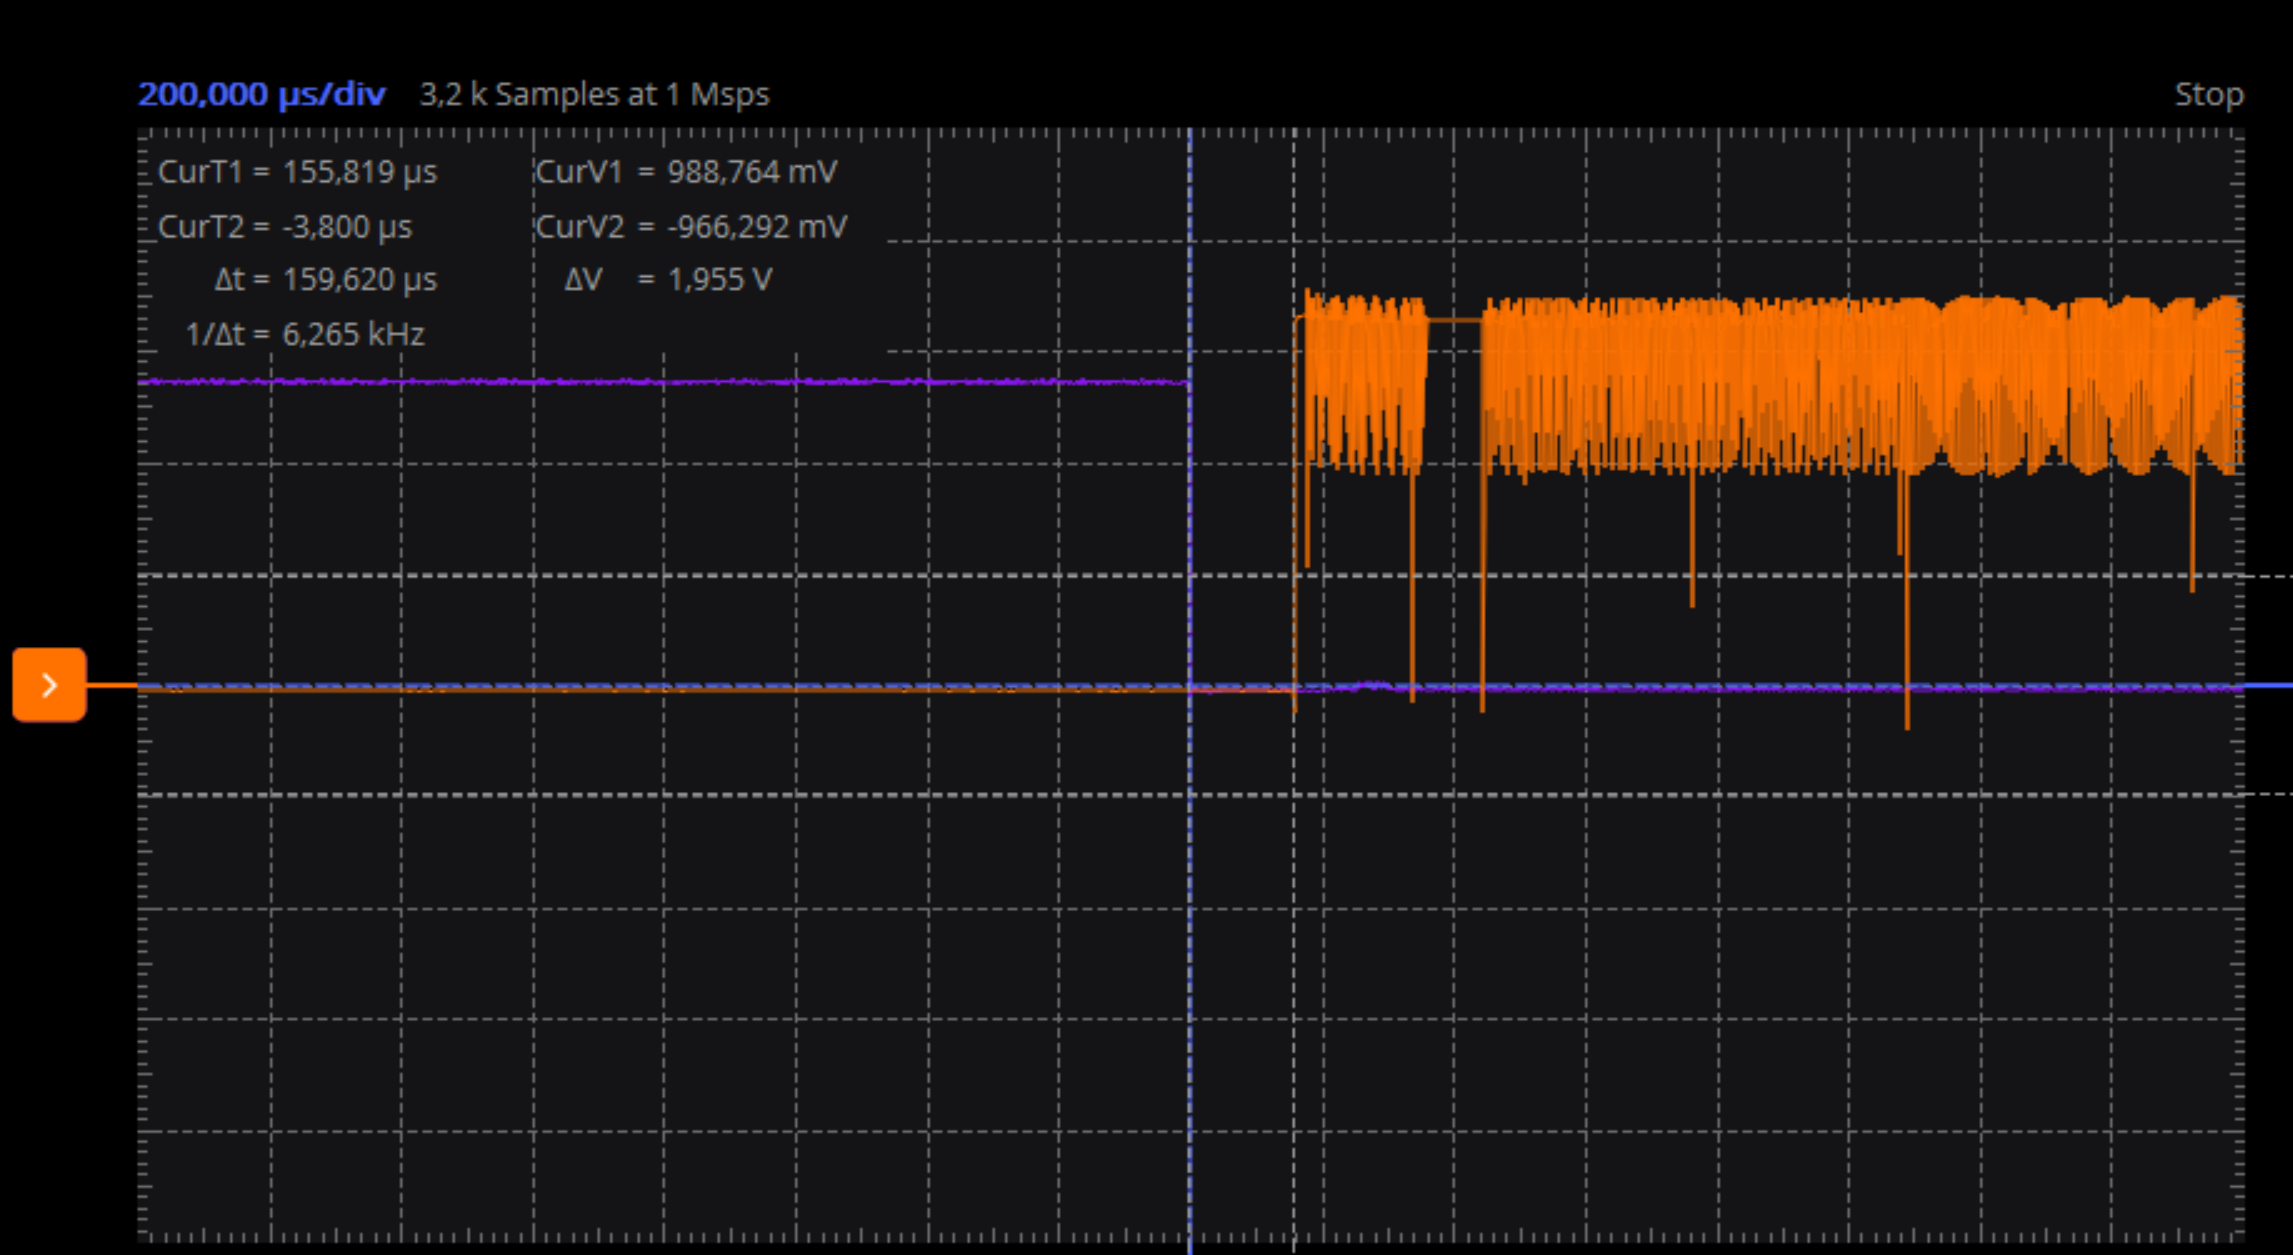 200,000 µs/div 3,2 k Samples at 1 Msps Stop
CurT1 = 155,819 µs CurV1 = 988,764 mV
CurT2 = -3,800 µs CurV2 = -966,292 mV
Δt = 159,620 µs ΔV = 1,955 V
1/Δt = 6,265 kHz